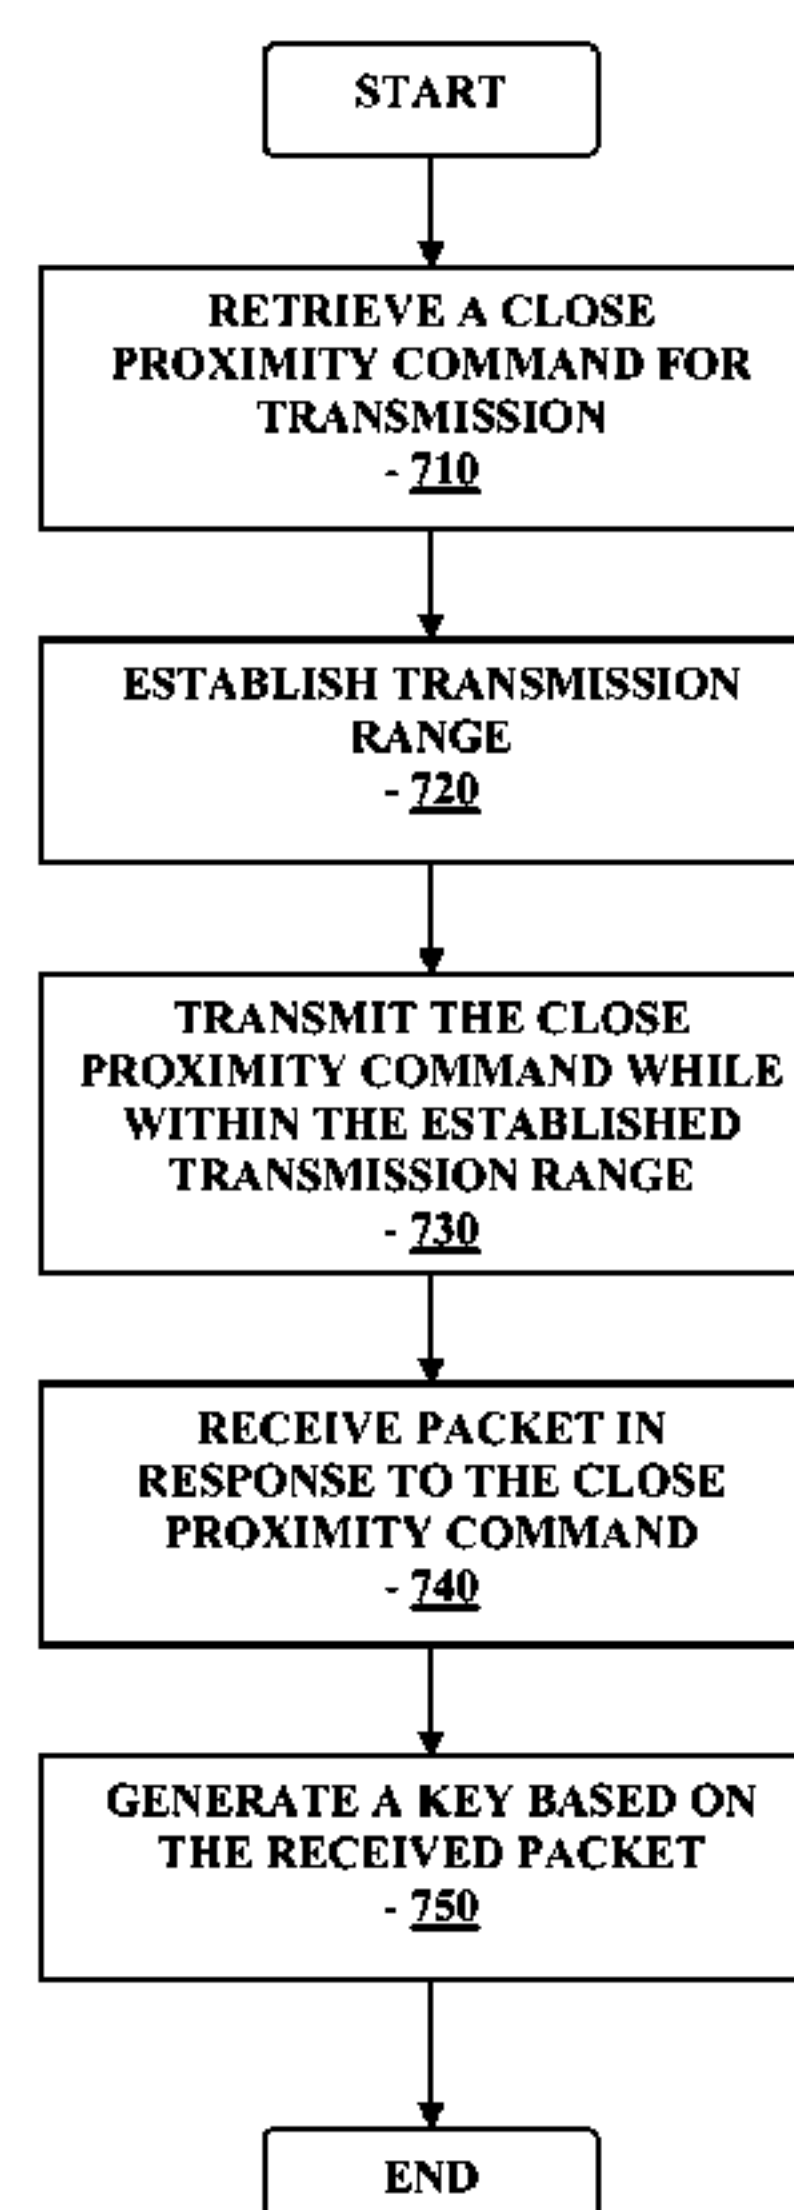 START
RETRIEVE A CLOSE
PROXIMITY COMMAND FOR
TRANSMISSION
- 710
ESTABLISH TRANSMISSION
RANGE
- 720
TRANSMIT THE CLOSE
PROXIMITY COMMAND WHILE
WITHIN THE ESTABLISHED
TRANSMISSION RANGE
- 730
RECEIVE PACKET IN
RESPONSE TO THE CLOSE
PROXIMITY COMMAND
- 740
GENERATE A KEY BASED ON
THE RECEIVED PACKET
- 750
END